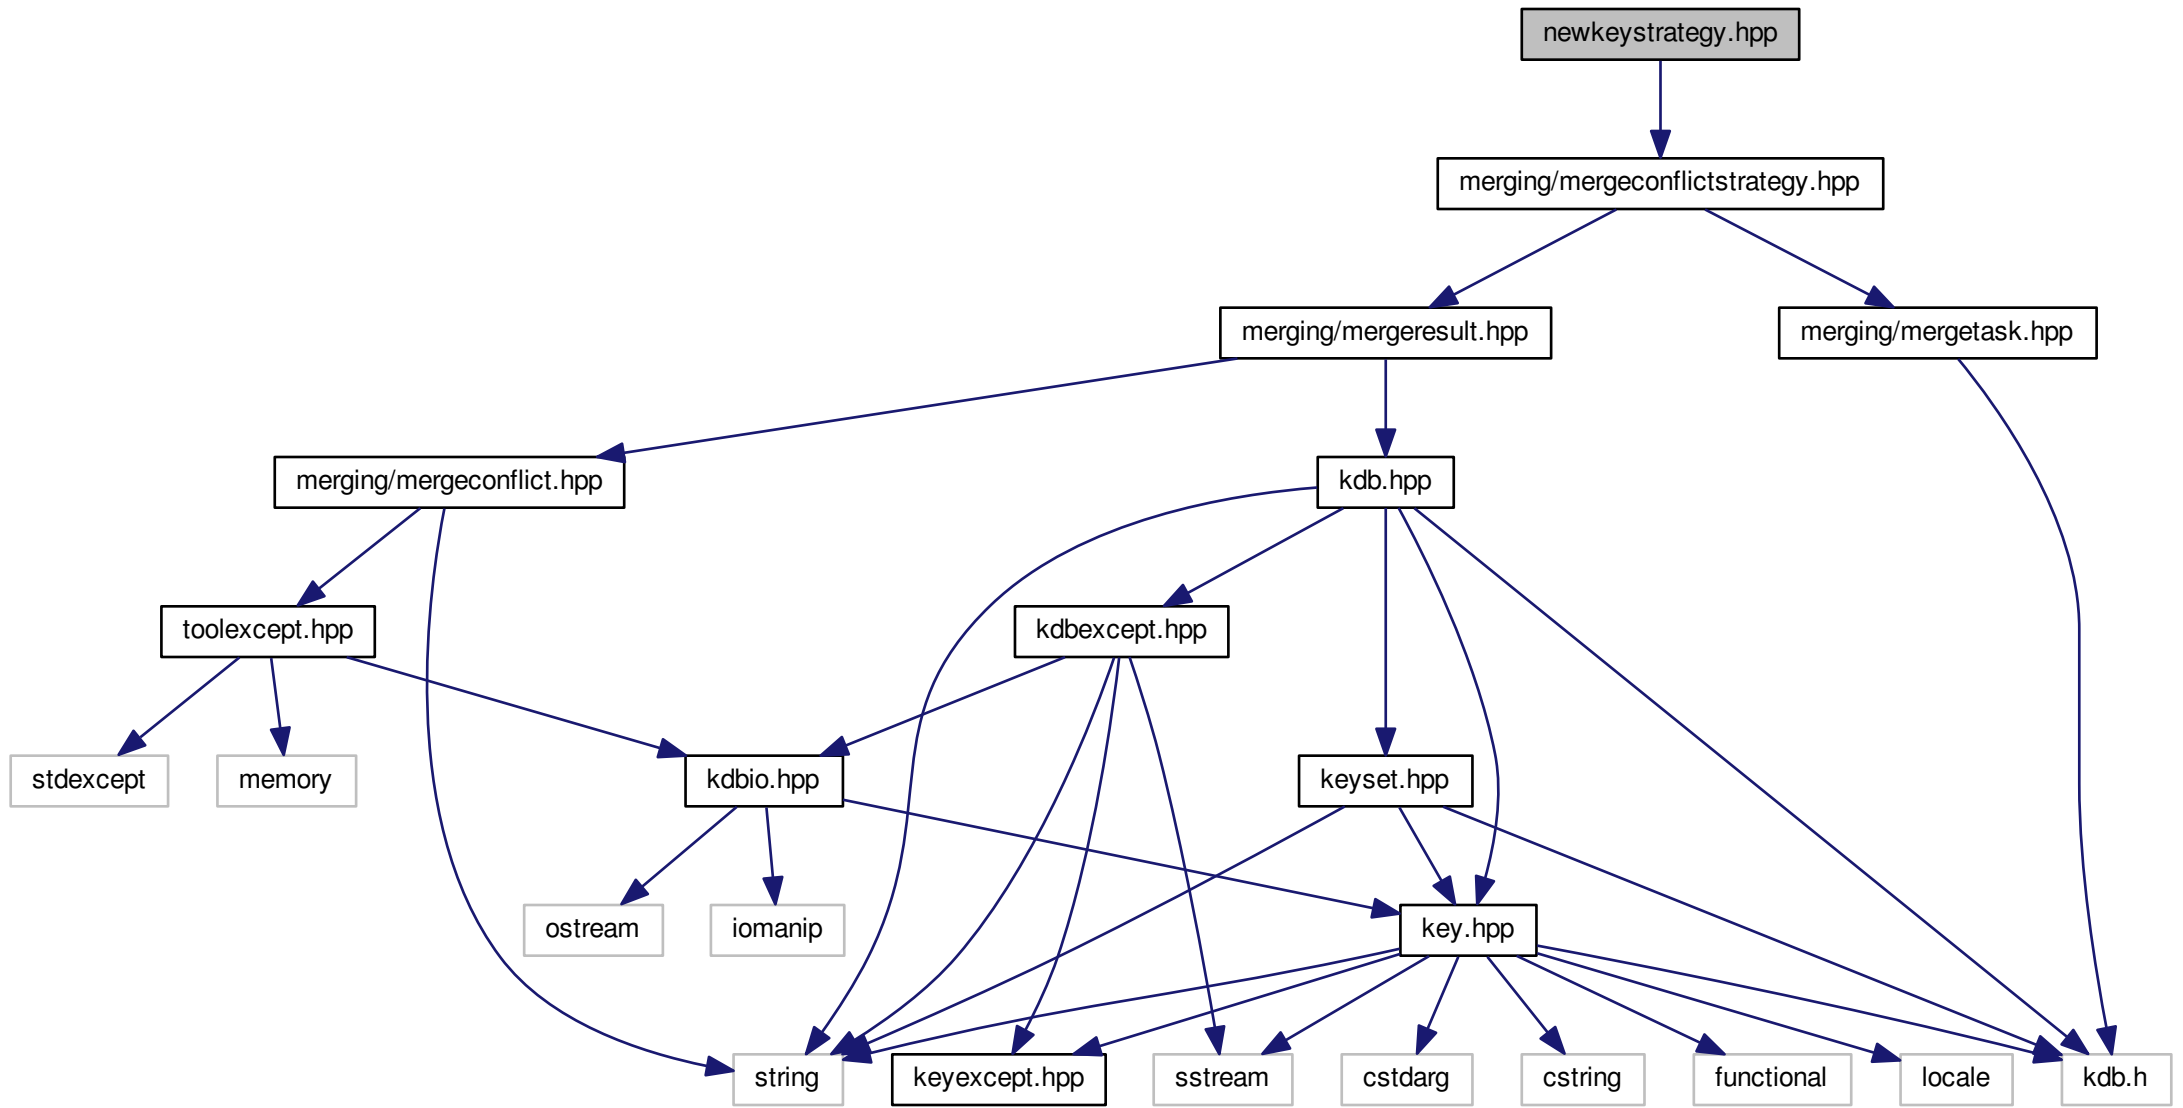 newkeystrategy.hpp
merging/mergeconflictstrategy.hpp
merging/mergeresult.hpp
merging/mergetask.hpp
merging/mergeconflict.hpp
kdb.hpp
toolexcept.hpp
kdbexcept.hpp
stdexcept
memory
kdbio.hpp
keyset.hpp
ostream
iomanip
key.hpp
string
keyexcept.hpp
sstream
cstdarg
cstring
functional
locale
kdb.h